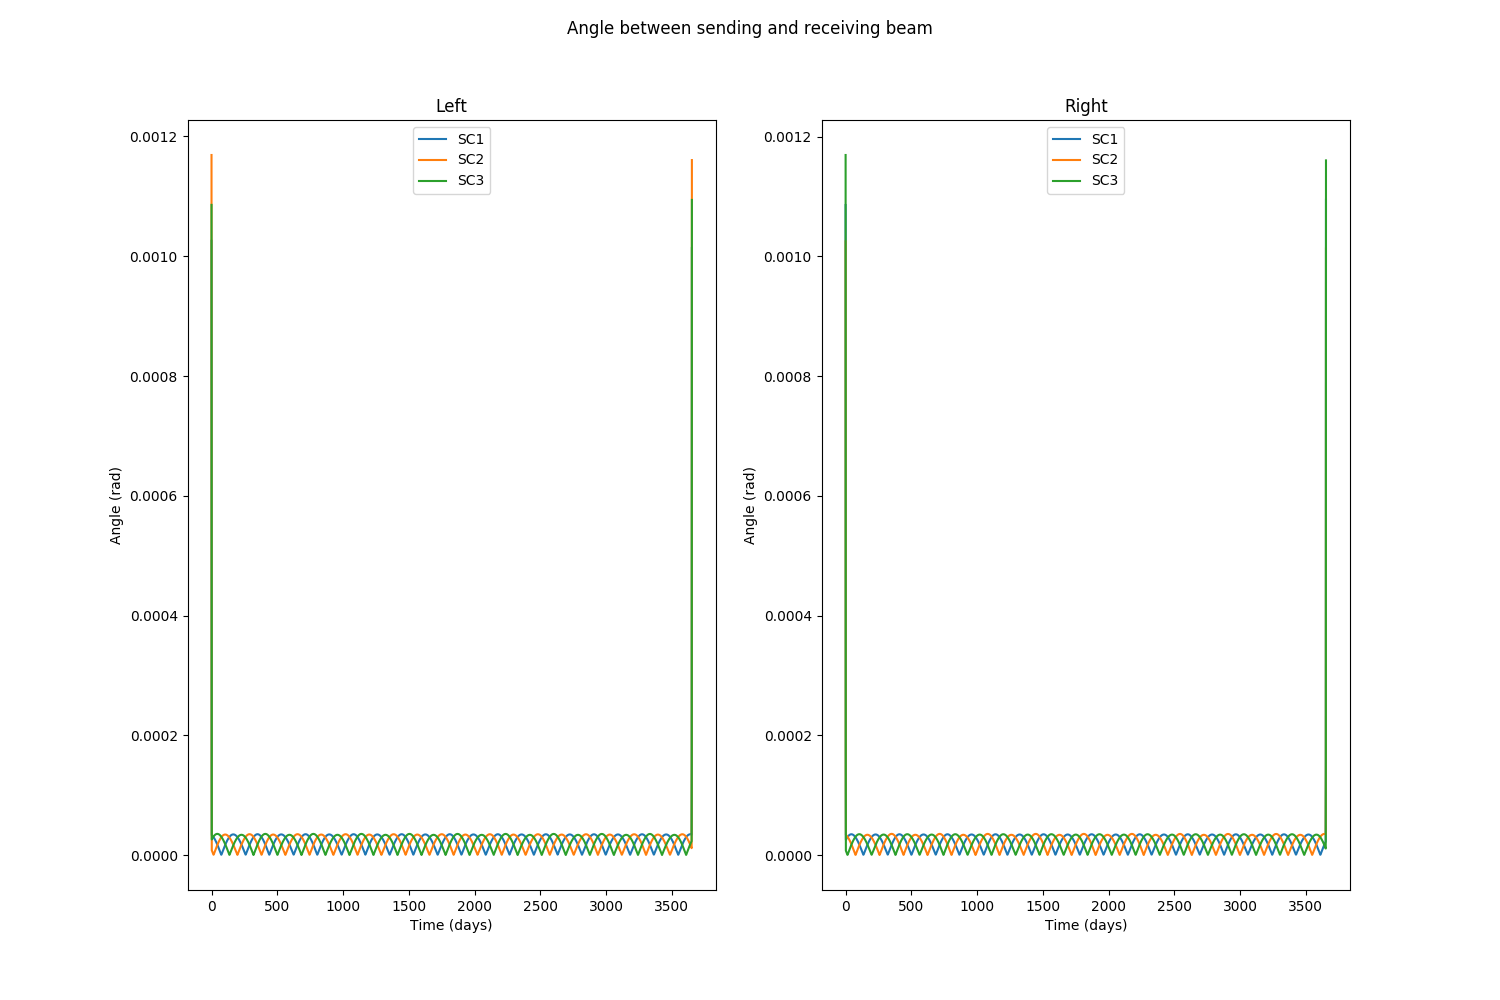 Angle between sending and receiving beam
Left
SC1
SC2
SC3
0.0012
0.0010
0.0008
0.0006
0.0004
0.0002
0.0000
Angle (rad)
0 500 1000 1500 2000 2500 3000 3500
Time (days)
Right
SC1
SC2
SC3
0.0012
0.0010
0.0008
0.0006
0.0004
0.0002
0.0000
Angle (rad)
0 500 1000 1500 2000 2500 3000 3500
Time (days)